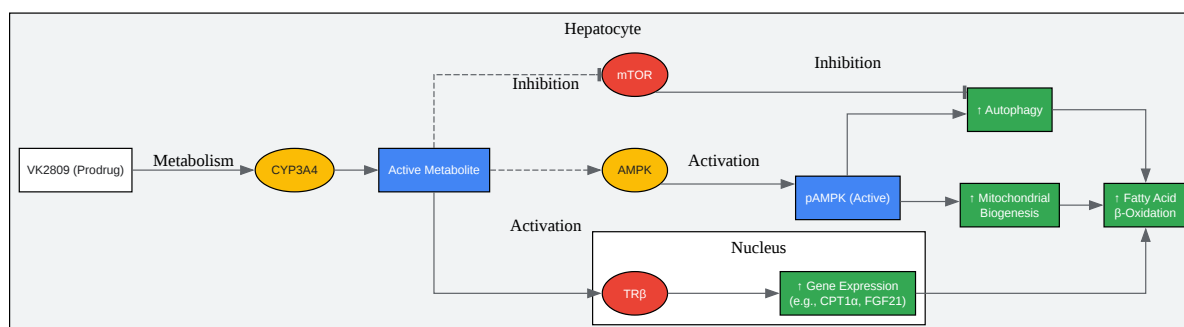 Hepatocyte
mTOR
Inhibition
Inhibition
↑ Autophagy
VK2809 (Prodrug)
Metabolism
CYP3A4
Active Metabolite
AMPK
Activation
pAMPK (Active)
↑ Mitochondrial
Biogenesis
↑ Fatty Acid
β-Oxidation
Activation
Nucleus
TRβ
↑ Gene Expression
(e.g., CPT1α, FGF21)